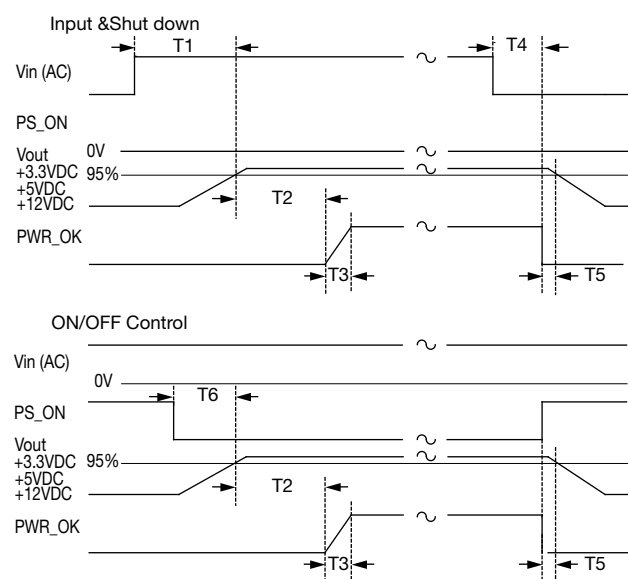 Input &Shut down
T1
T4
Vin (AC)
PS_ON
0V
Vout
+3.3VDC 95%
+5VDC
+12VDC
T2
PWR_OK
T3
T5
ON/OFF Control
Vin (AC)
0V
T6
PS_ON
Vout
+3.3VDC 95%
+5VDC
+12VDC
T2
PWR_OK
T3
T5